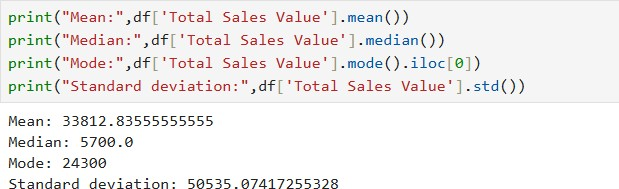 print("Mean:",df['Total Sales Value'].mean())
print("Median:",df['Total Sales Value'].median())
print("Mode:",df['Total Sales Value'].mode().iloc[0])
print("Standard deviation:",df['Total Sales Value'].std())
Mean: 33812.83555555555
Median: 5700.0
Mode: 24300
Standard deviation: 50535.07417255328